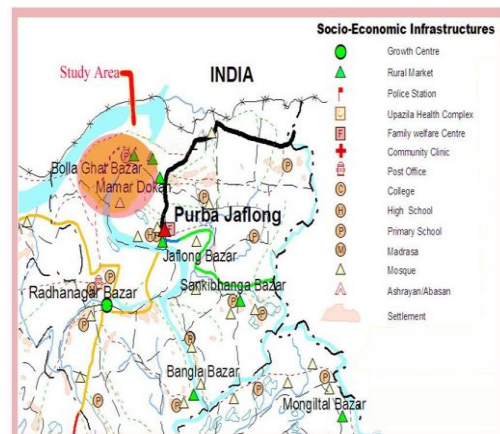 Socio-Economic Infrastructures
Growth Centre
Rural Market
Police Station
Upazila Health Complex
Family welfare Centre
Community Clinic
Post Office
College
High School
Primary School
Madrasa
Mosque
Ashrayan/Abasan
Settlement
Study Area
INDIA
Bolla Ghat Bazar
Mamar Dokan
Purba Jaflong
Jaflong Bazar
Sankibhanga Bazar
Radhanagar Bazar
Bangla Bazar
Mongiltal Bazar